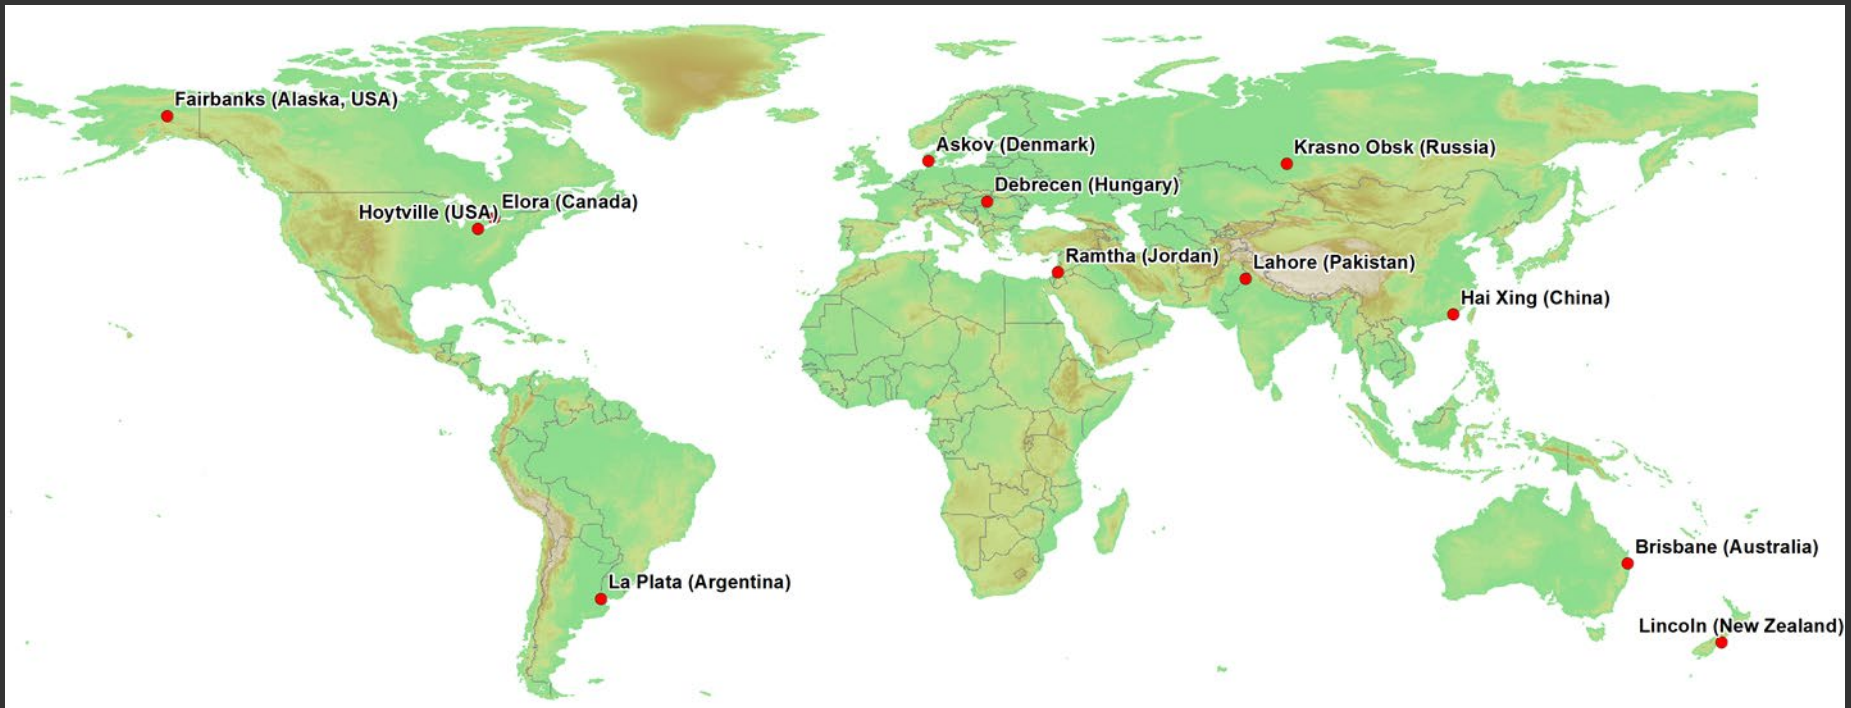 Fairbanks (Alaska, USA)
Askov (Denmark)
Krasno Obsk (Russia)
Debrecen (Hungary)
Elora (Canada)
Hoytville (USA)
Ramtha (Jordan)
Lahore (Pakistan)
Hai Xing (China)
Brisbane (Australia)
La Plata (Argentina)
Lincoln (New Zealand)